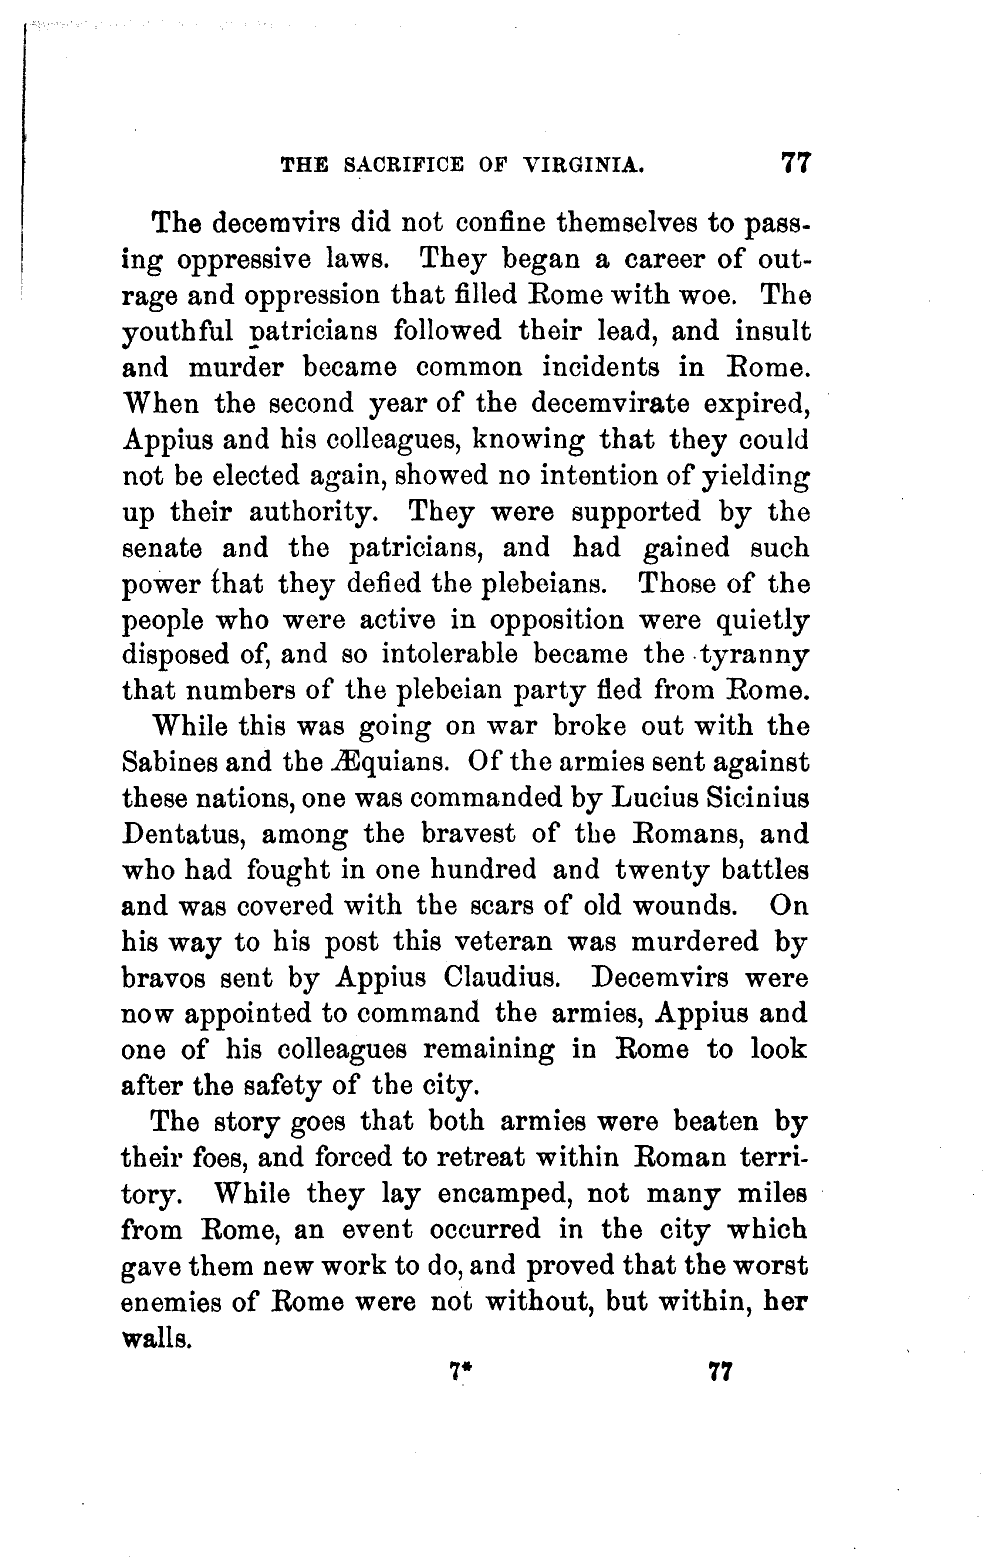 THE SACRIFICE OF VIRGINIA. 77
The decemvirs did not confine themselves to pass-
ing oppressive laws. They began a career of out-
rage and oppression that filled Rome with woe. The
youthful patricians followed their lead, and insult
and murder became common incidents in Rome.
When the second year of the decemvirate expired,
Appius and his colleagues, knowing that they could
not be elected again, showed no intention of yielding
up their authority. They were supported by the
senate and the patricians, and had gained such
power that they defied the plebeians. Those of the
people who were active in opposition were quietly
disposed of, and so intolerable became the tyranny
that numbers of the plebeian party fled from Rome.
While this was going on war broke out with the
Sabines and the Æquians. Of the armies sent against
these nations, one was commanded by Lucius Sicinius
Dentatus, among the bravest of the Romans, and
who had fought in one hundred and twenty battles
and was covered with the scars of old wounds. On
his way to his post this veteran was murdered by
bravos sent by Appius Claudius. Decemvirs were
now appointed to command the armies, Appius and
one of his colleagues remaining in Rome to look
after the safety of the city.
The story goes that both armies were beaten by
their foes, and forced to retreat within Roman terri-
tory. While they lay encamped, not many miles
from Rome, an event occurred in the city which
gave them new work to do, and proved that the worst
enemies of Rome were not without, but within, her
walls.
7* 77